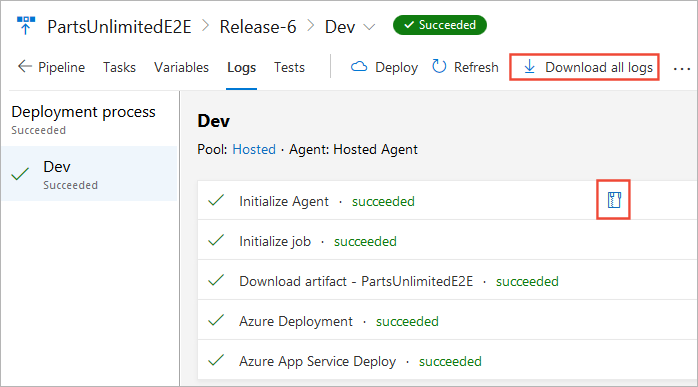 PartsUnlimitedE2E > Release-6 > Dev Succeeded
Pipeline Tasks Variables Logs Tests Deploy Refresh Download all logs ...
Deployment process
Succeeded
Dev
Succeeded
Dev
Pool: Hosted · Agent: Hosted Agent
Initialize Agent · succeeded
Initialize job · succeeded
Download artifact - PartsUnlimitedE2E · succeeded
Azure Deployment · succeeded
Azure App Service Deploy · succeeded